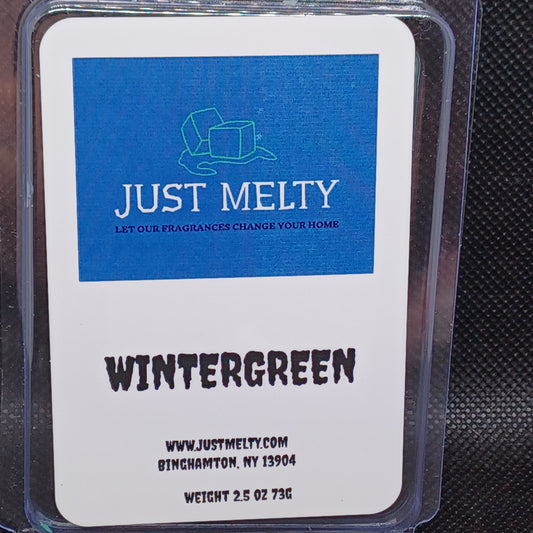 JUST MELTY
LET OUR FRAGRANCES CHANGE YOUR HOME
WINTERGREEN
WWW.JUSTMELTY.COM
BINGHAMTON, NY 13904
WEIGHT 2.5 OZ 73G